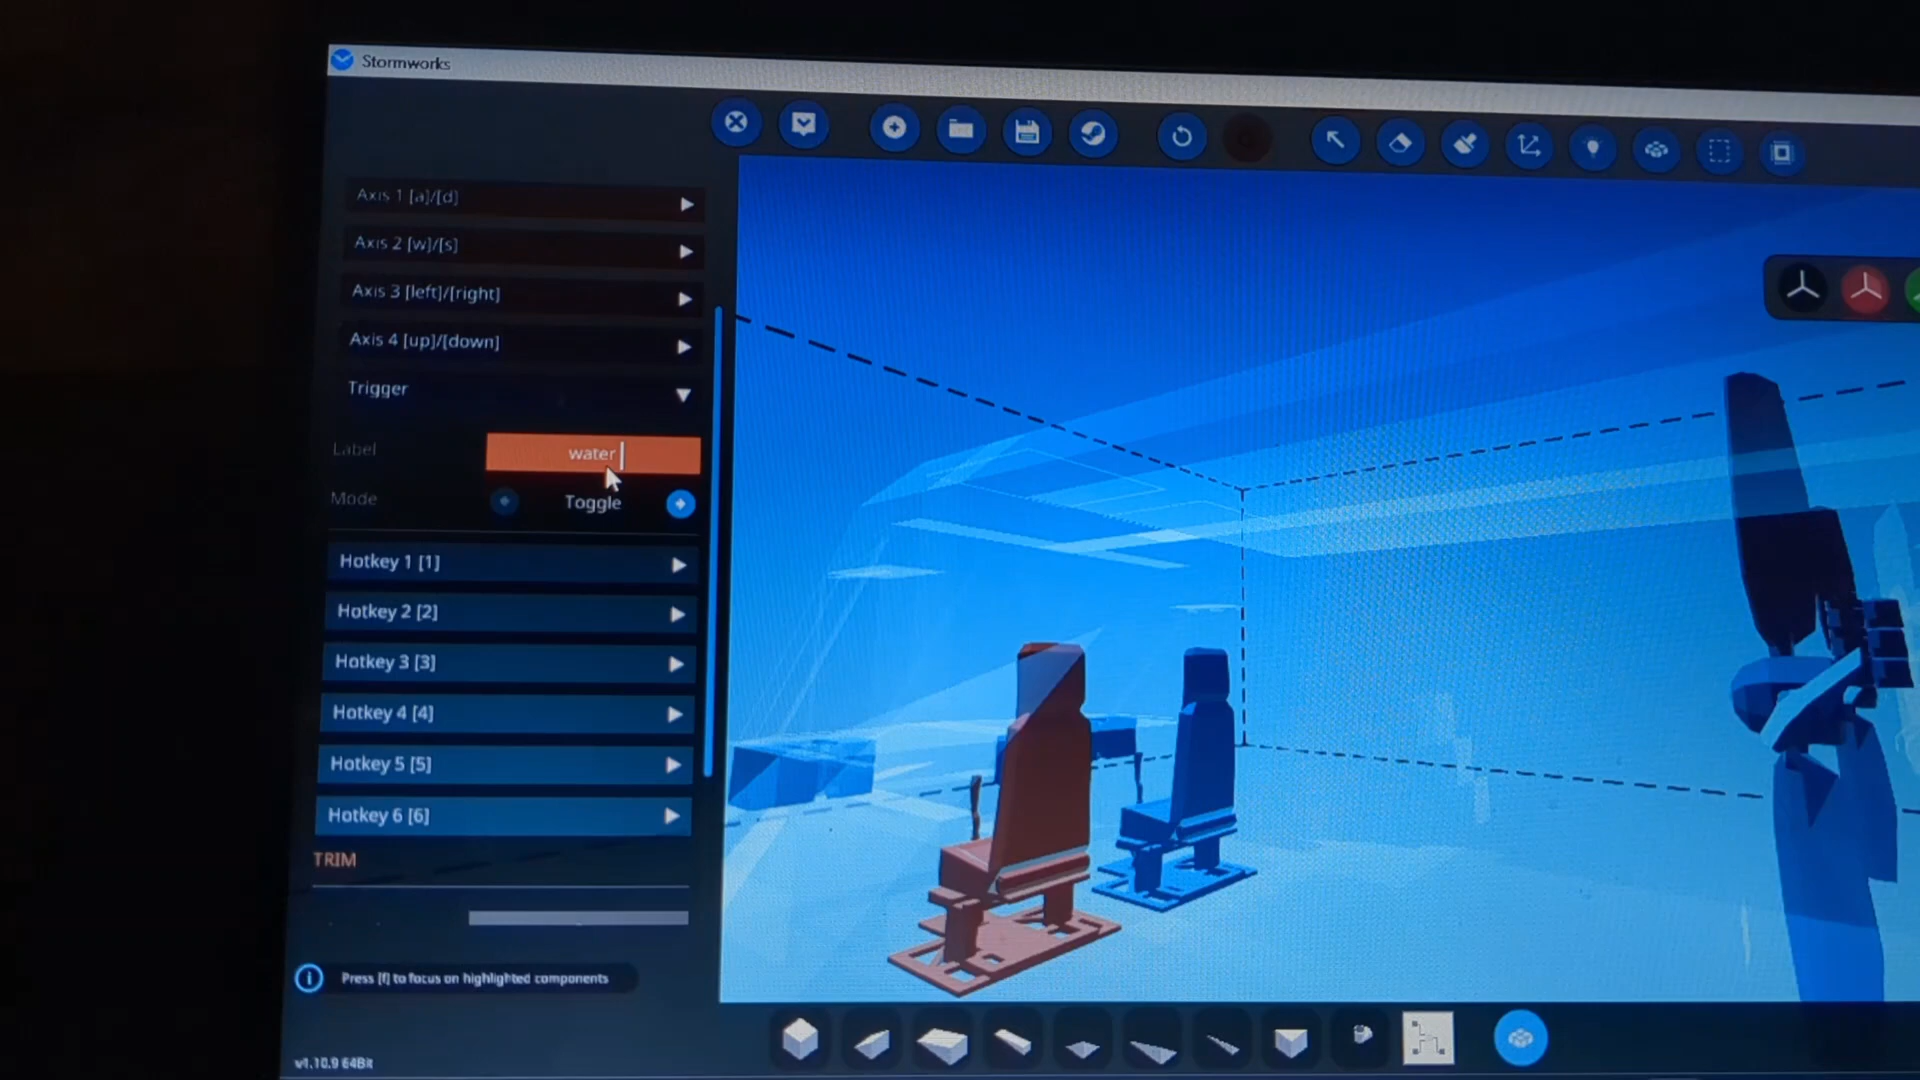 Stormworks
Axis 1 [a]/[d]
Axis 2 [w]/[s]
Axis 3 [left]/[right]
Axis 4 [up]/[down]
Trigger
Label
water
Mode
Toggle
Hotkey 1 [1]
Hotkey 2 [2]
Hotkey 3 [3]
Hotkey 4 [4]
Hotkey 5 [5]
Hotkey 6 [6]
TRIM
Press [f] to focus on highlighted components
v1.10.9 64Bit